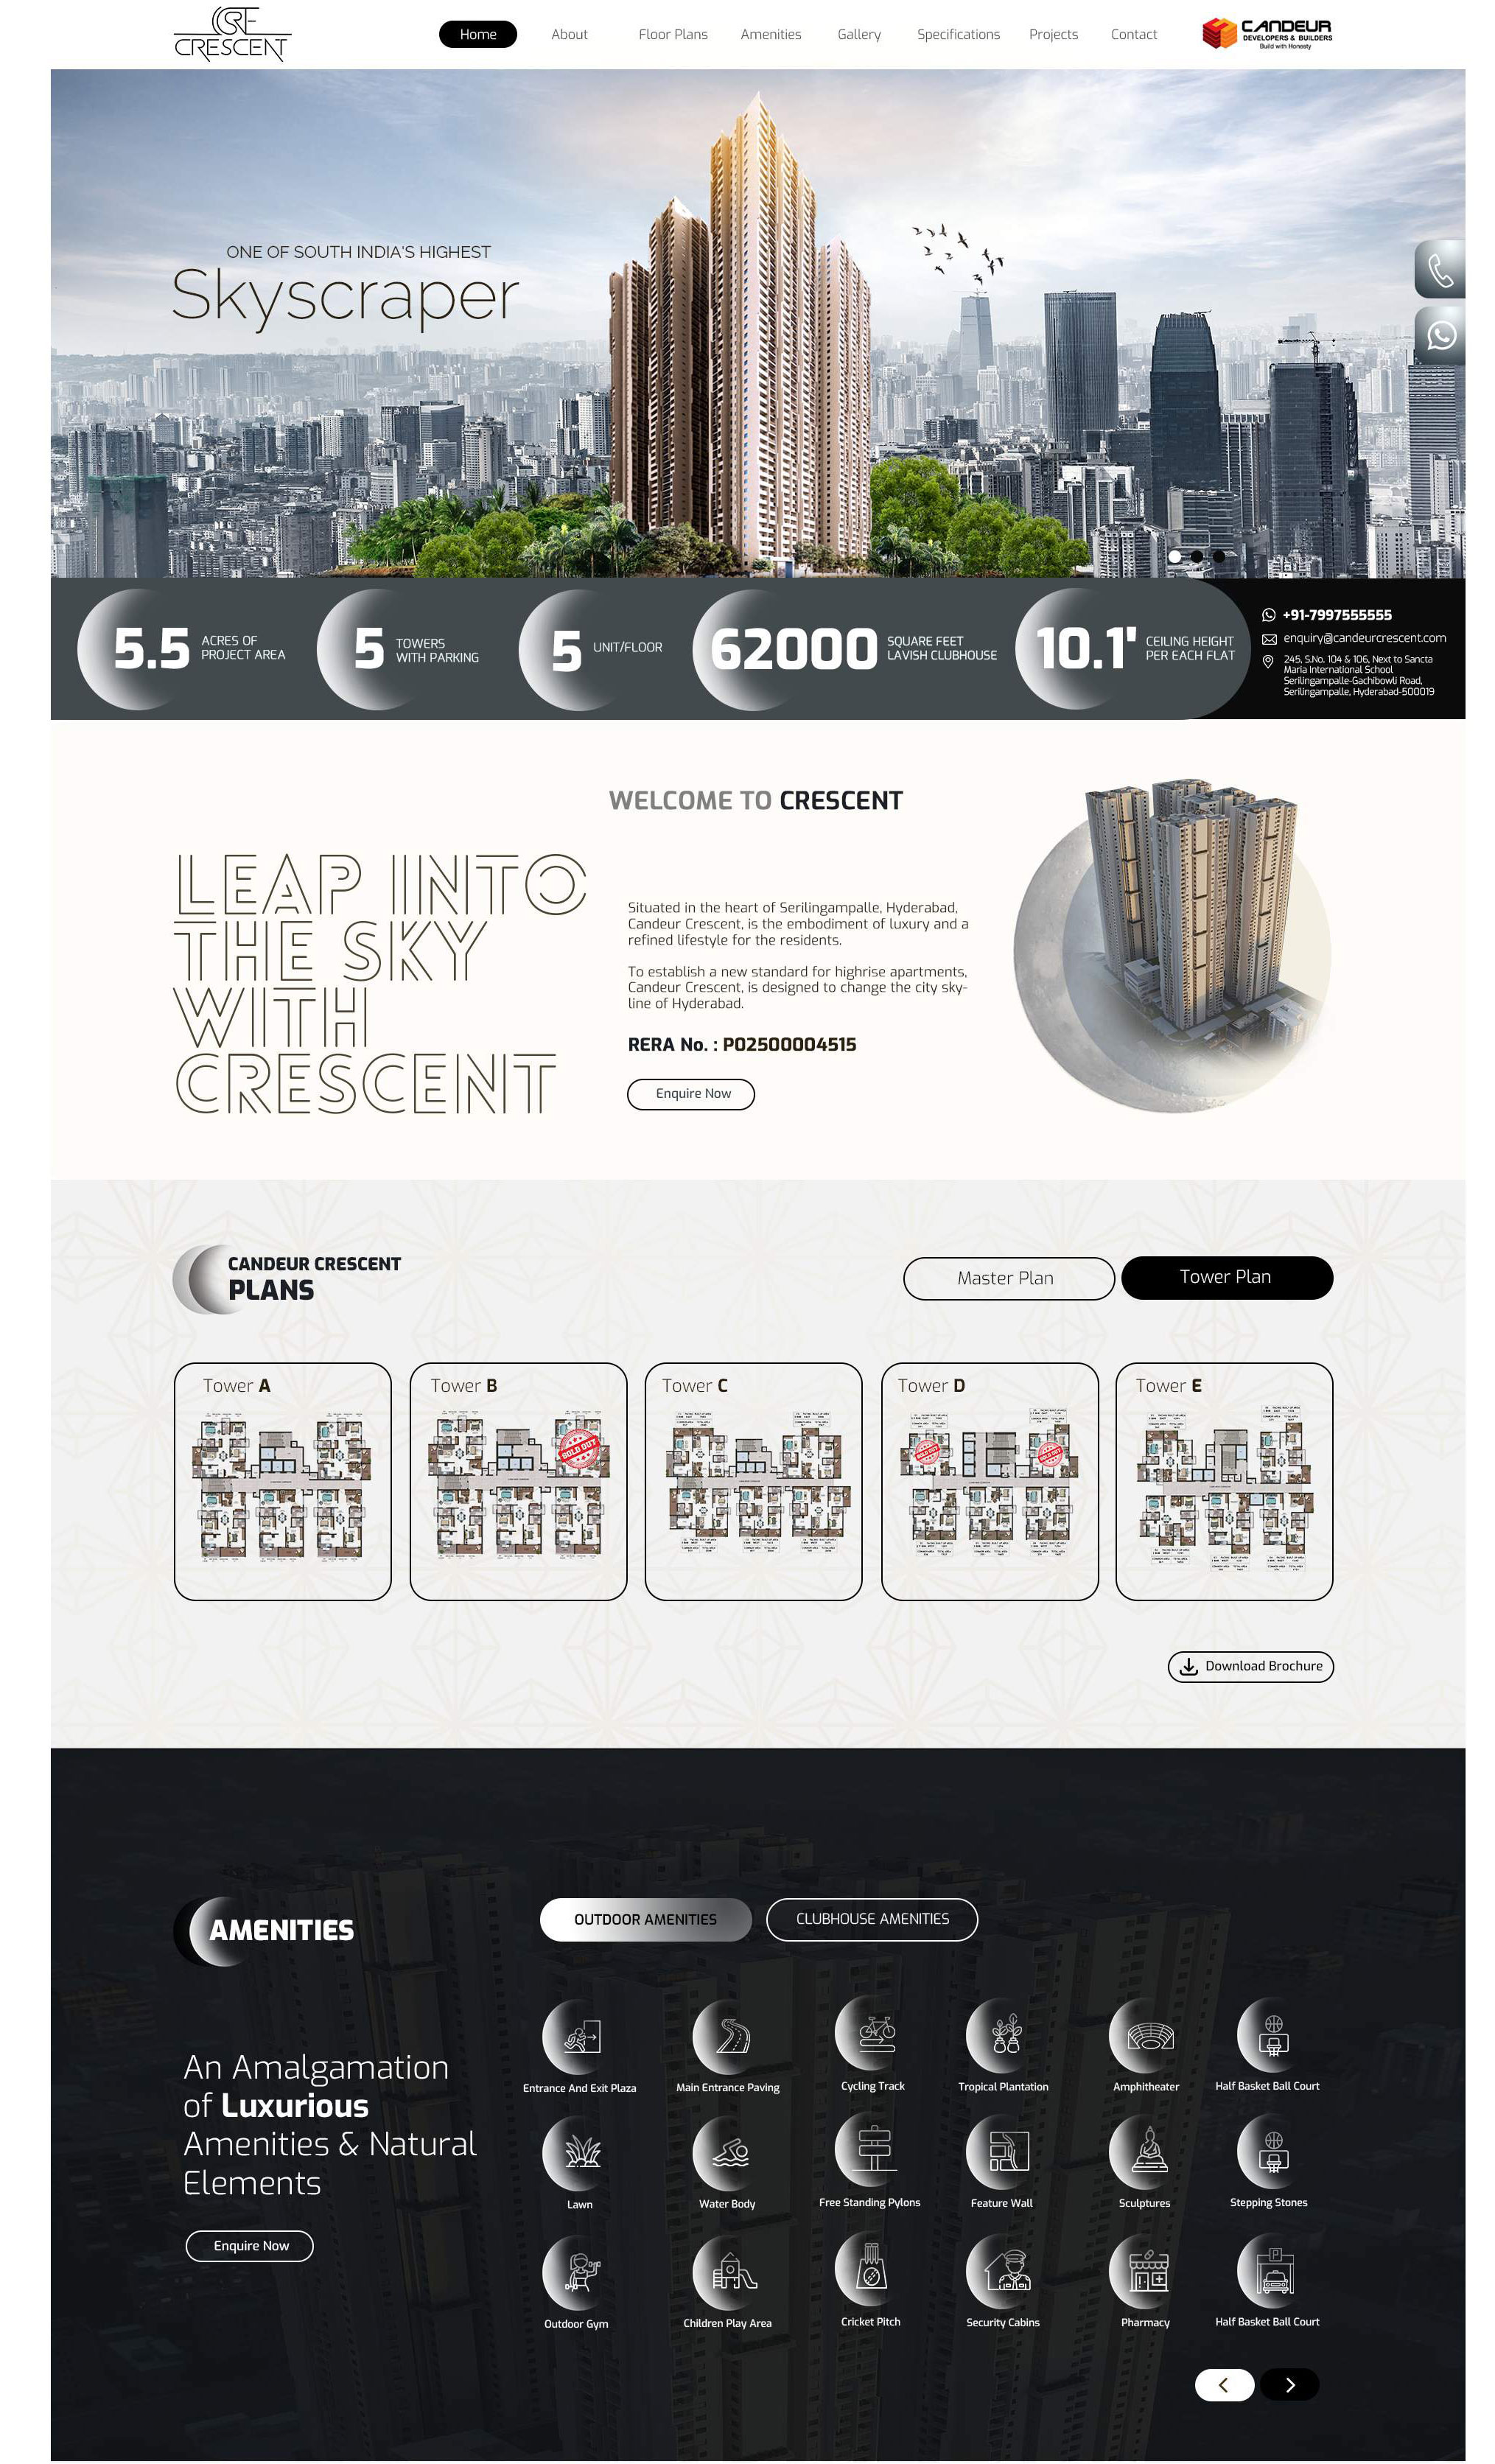 CRE
CRESCENT
Home
About
Floor Plans
Amenities
Gallery
Specifications
Projects
Contact
CANDEUR
DEVELOPERS & BUILDERS
Build with Honesty
ONE OF SOUTH INDIA'S HIGHEST
Skyscraper
5.5
ACRES OF
PROJECT AREA
5
TOWERS
WITH PARKING
5
UNIT/FLOOR
62000
SQUARE FEET
LAVISH CLUBHOUSE
10.1'
CEILING HEIGHT
PER EACH FLAT
+91-7997555555
enquiry@candeurcrescent.com
245, S.No. 104 & 106, Next to Sancta
Maria International School
Serilingampalle-Gachibowli Road,
Serilingampalle, Hyderabad-500019
WELCOME TO CRESCENT
LEAP INTO
THE SKY
WITH
CRESCENT
Situated in the heart of Serilingampalle, Hyderabad,
Candeur Crescent, is the embodiment of luxury and a
refined lifestyle for the residents.
To establish a new standard for highrise apartments,
Candeur Crescent, is designed to change the city sky-
line of Hyderabad.
RERA No. : P02500004515
Enquire Now
CANDEUR CRESCENT
PLANS
Master Plan
Tower Plan
Tower A
Tower B
Tower C
Tower D
Tower E
SOLD OUT
SOLD OUT
SOLD OUT
Download Brochure
AMENITIES
OUTDOOR AMENITIES
CLUBHOUSE AMENITIES
An Amalgamation
of Luxurious
Amenities & Natural
Elements
Enquire Now
Entrance And Exit Plaza
Main Entrance Paving
Cycling Track
Tropical Plantation
Amphitheater
Half Basket Ball Court
Lawn
Water Body
Free Standing Pylons
Feature Wall
Sculptures
Stepping Stones
Outdoor Gym
Children Play Area
Cricket Pitch
Security Cabins
Pharmacy
P
Half Basket Ball Court